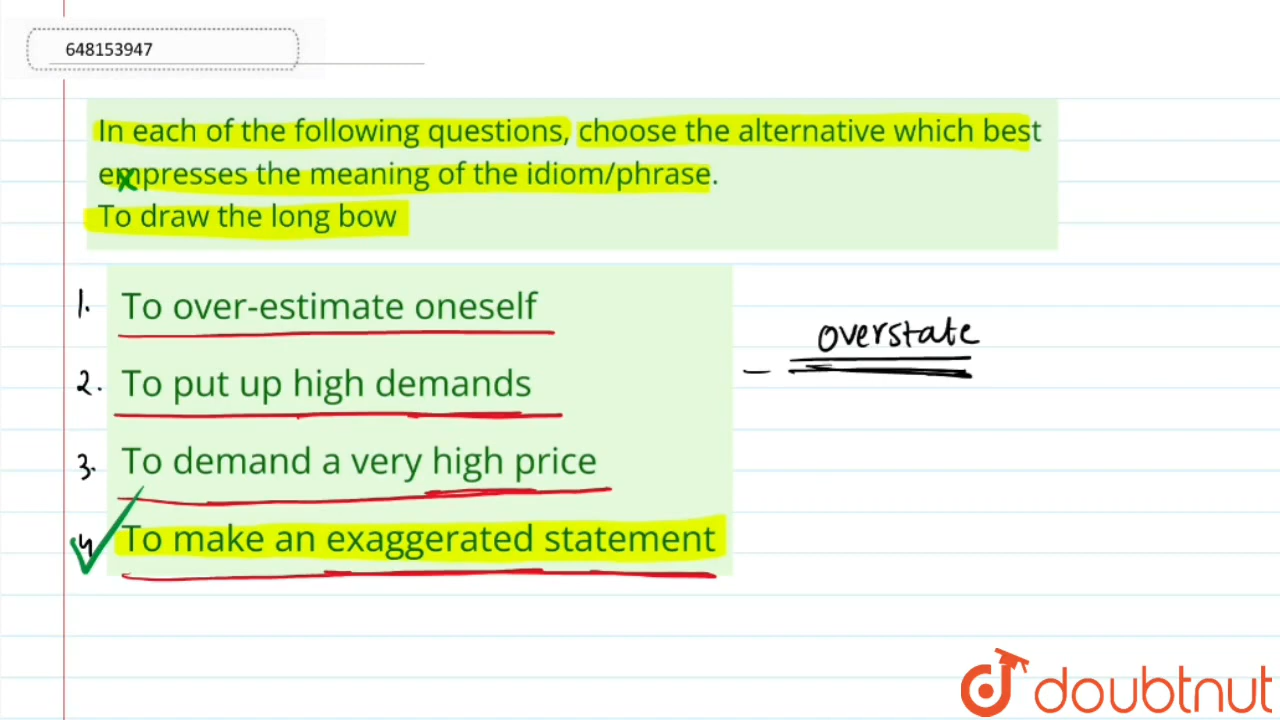 648153947
In each of the following questions, choose the alternative which best
expresses the meaning of the idiom/phrase.
To draw the long bow
1. To over-estimate oneself
overstate
2. To put up high demands
3. To demand a very high price
4. To make an exaggerated statement
doubtnut